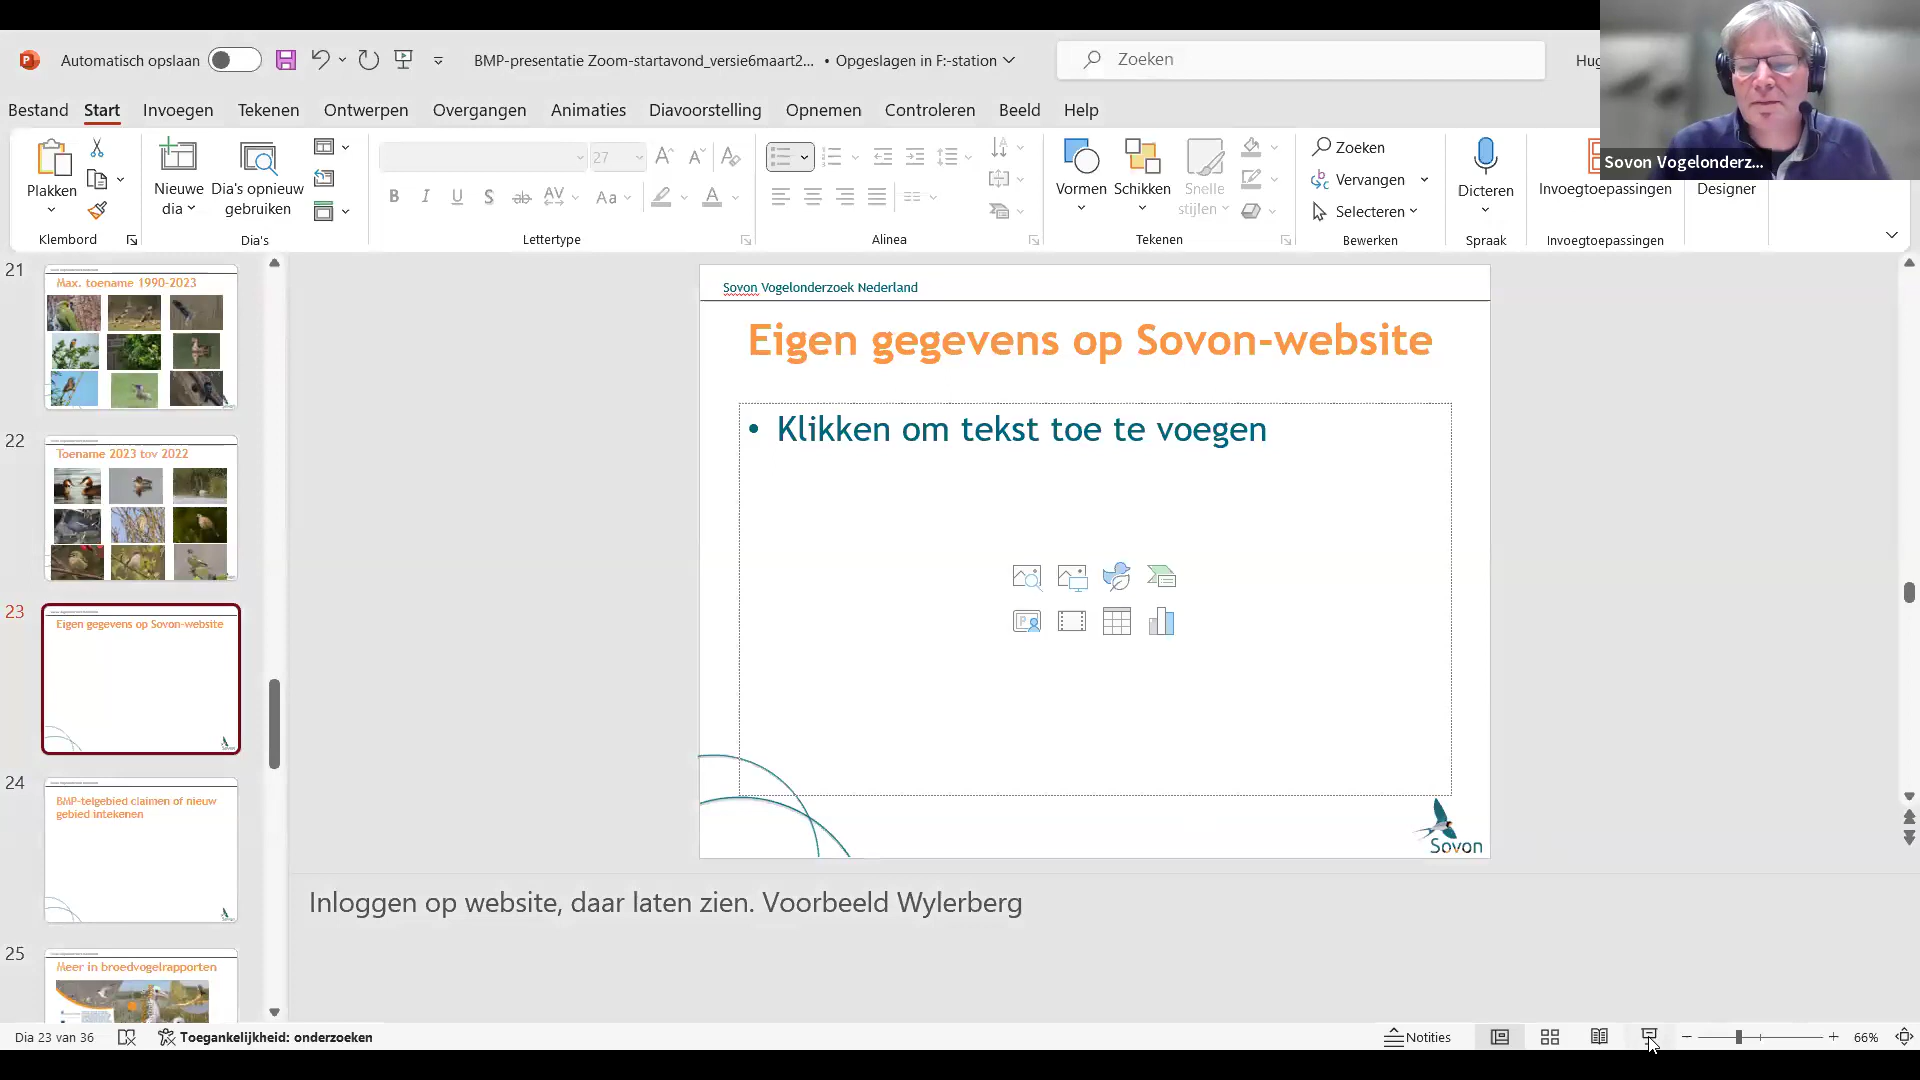 Automatisch opslaan
BMP-presentatie Zoom-startavond_versie6maart2... • Opgeslagen in F:-station
Zoeken
Hug
Bestand Start Invoegen Tekenen Ontwerpen Overgangen Animaties Diavoorstelling Opnemen Controleren Beeld Help
Sovon Vogelonderz...
Plakken
Klembord
Nieuwe dia
Dia's opnieuw gebruiken
Dia's
27
Lettertype
Alinea
Vormen
Schikken
Snelle stijlen
Tekenen
Zoeken
Vervangen
Selecteren
Bewerken
Dicteren
Spraak
Invoegtoepassingen
Invoegtoepassingen
Designer
21
Max. toename 1990-2023
22
Toename 2023 tov 2022
23
Eigen gegevens op Sovon-website
24
BMP-telgebied claimen of nieuw
gebied intekenen
25
Meer in broedvogelrapporten
Sovon Vogelonderzoek Nederland
Eigen gegevens op Sovon-website
• Klikken om tekst toe te voegen
Sovon
Inloggen op website, daar laten zien. Voorbeeld Wylerberg
Dia 23 van 36
Toegankelijkheid: onderzoeken
Notities
66%